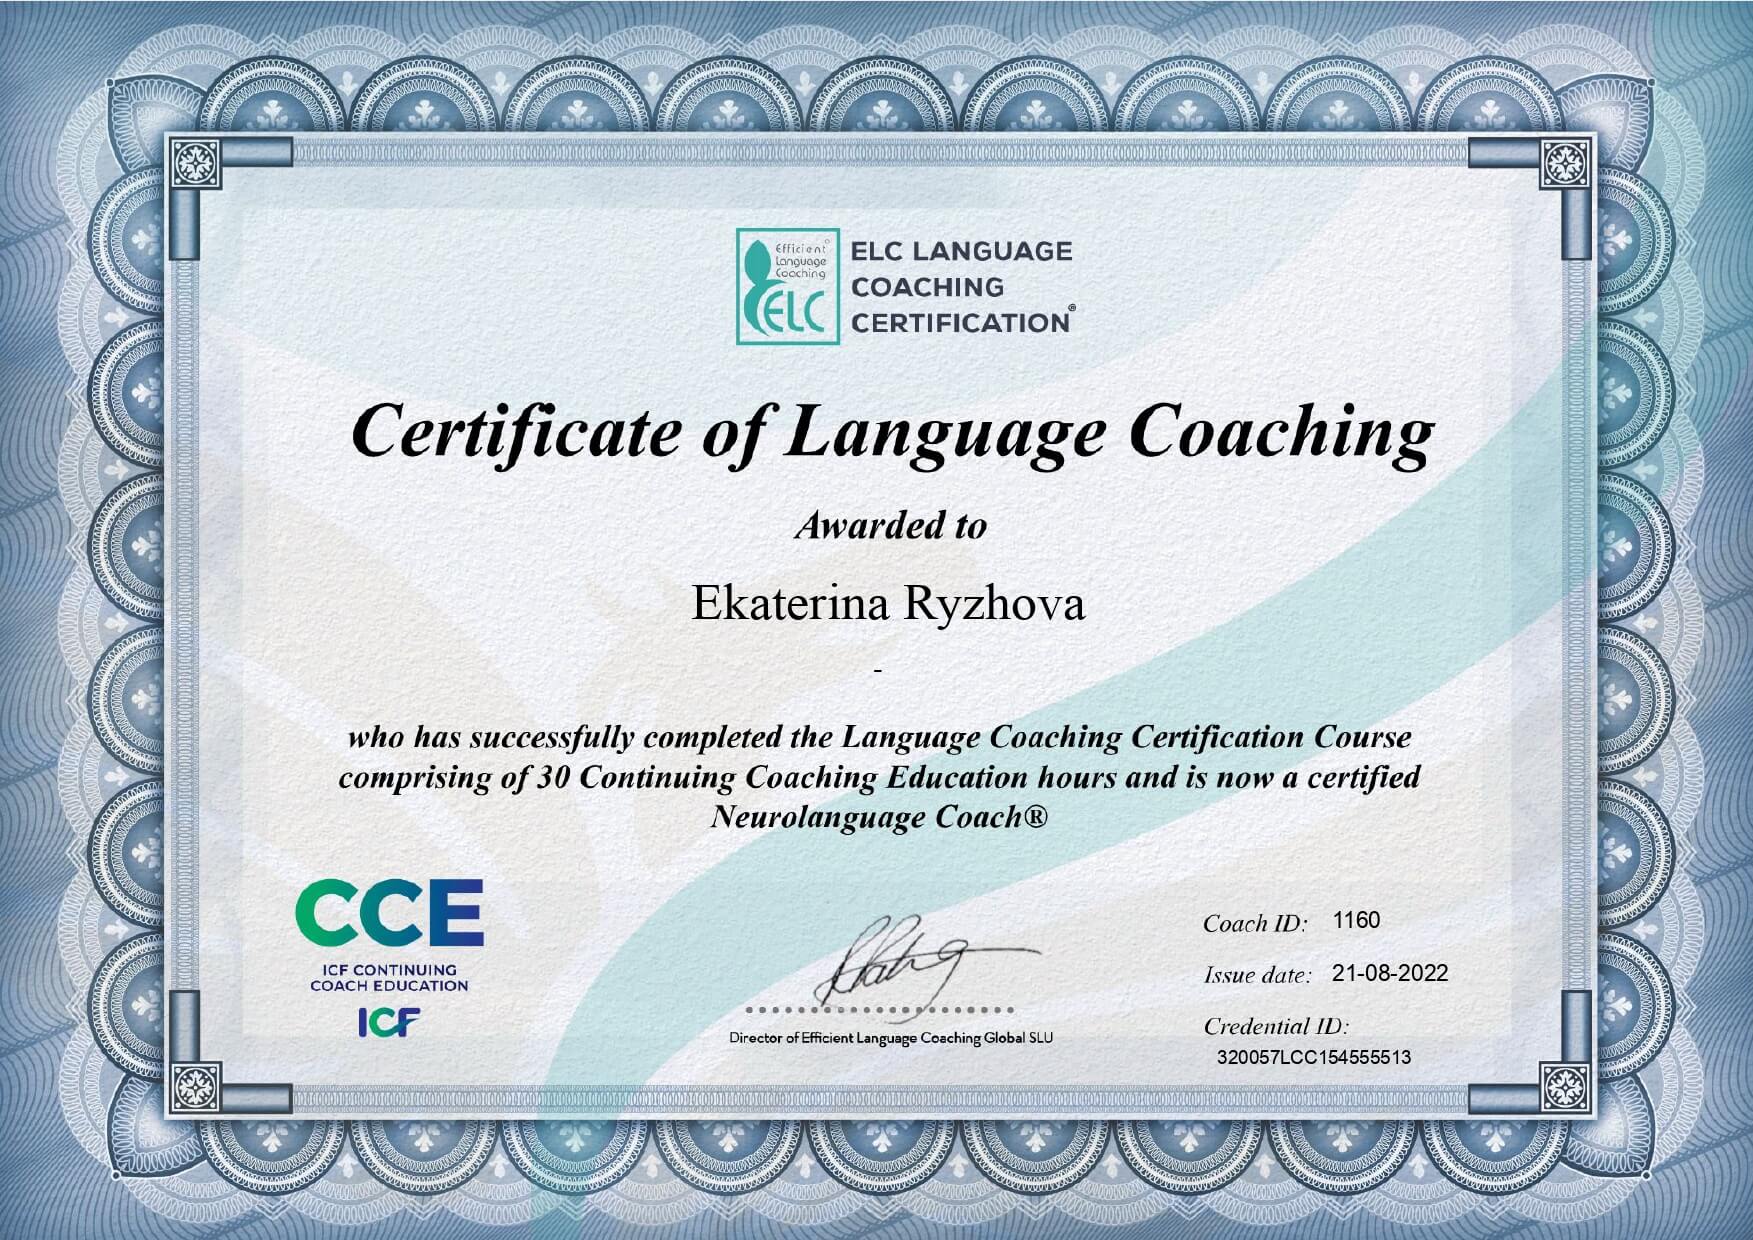 Efficient®
Language
Coaching
ELC
ELC LANGUAGE
COACHING
CERTIFICATION®
Certificate of Language Coaching
Awarded to
Ekaterina Ryzhova
-
who has successfully completed the Language Coaching Certification Course
comprising of 30 Continuing Coaching Education hours and is now a certified
Neurolanguage Coach®
CCE
ICF CONTINUING
COACH EDUCATION
ICF
Director of Efficient Language Coaching Global SLU
Coach ID: 1160
Issue date: 21-08-2022
Credential ID:
320057LCC154555513